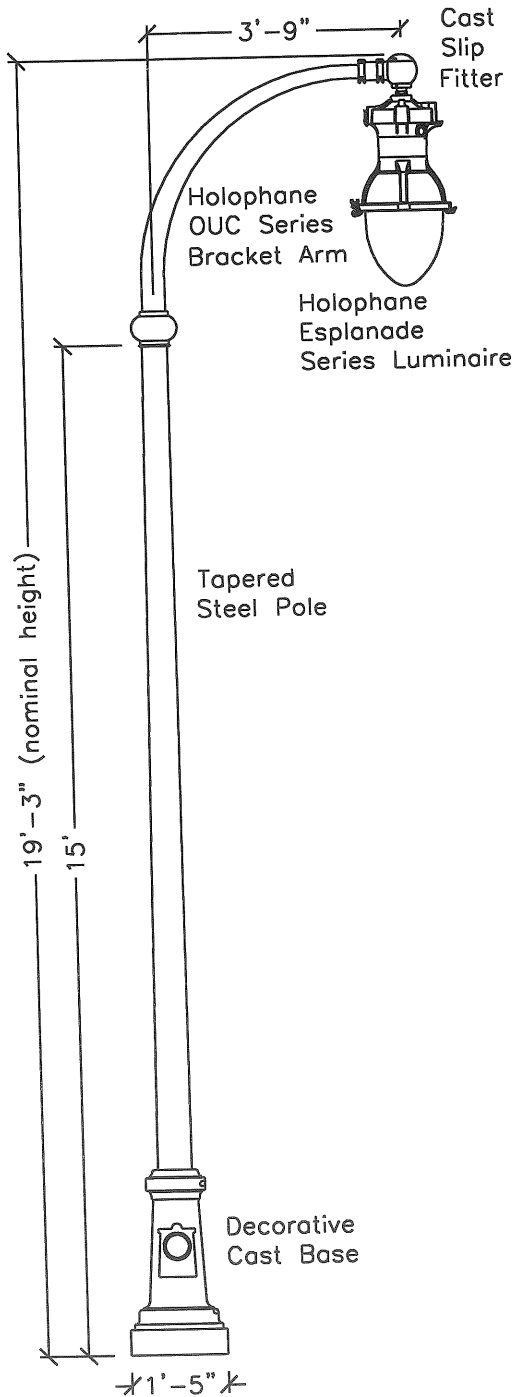 3'-9"
Cast
Slip
Fitter
Holophane
OUC Series
Bracket Arm
Holophane
Esplanade
Series Luminaire
Tapered
Steel Pole
19'-3" (nominal height)
15'
Decorative
Cast Base
1'-5"